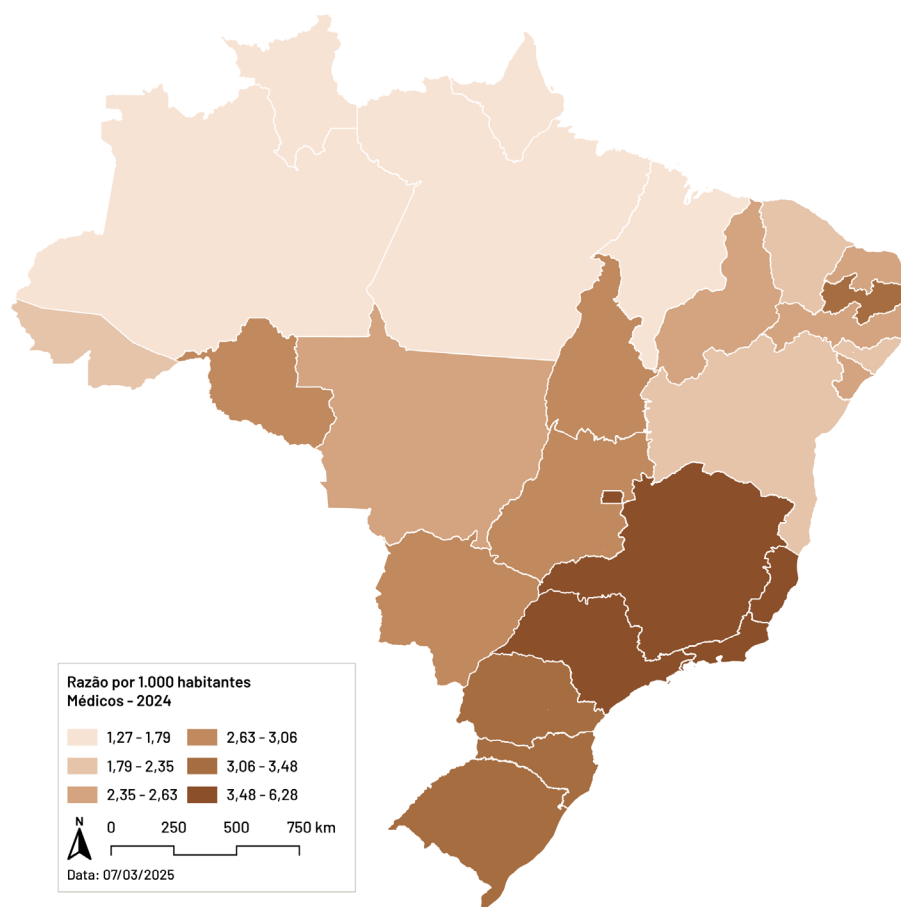 Razão por 1.000 habitantes
Médicos - 2024
1,27 - 1,79
2,63 - 3,06
1,79 - 2,35
3,06 - 3,48
2,35 - 2,63
3,48 - 6,28
N
0 250 500 750 km
Data: 07/03/2025